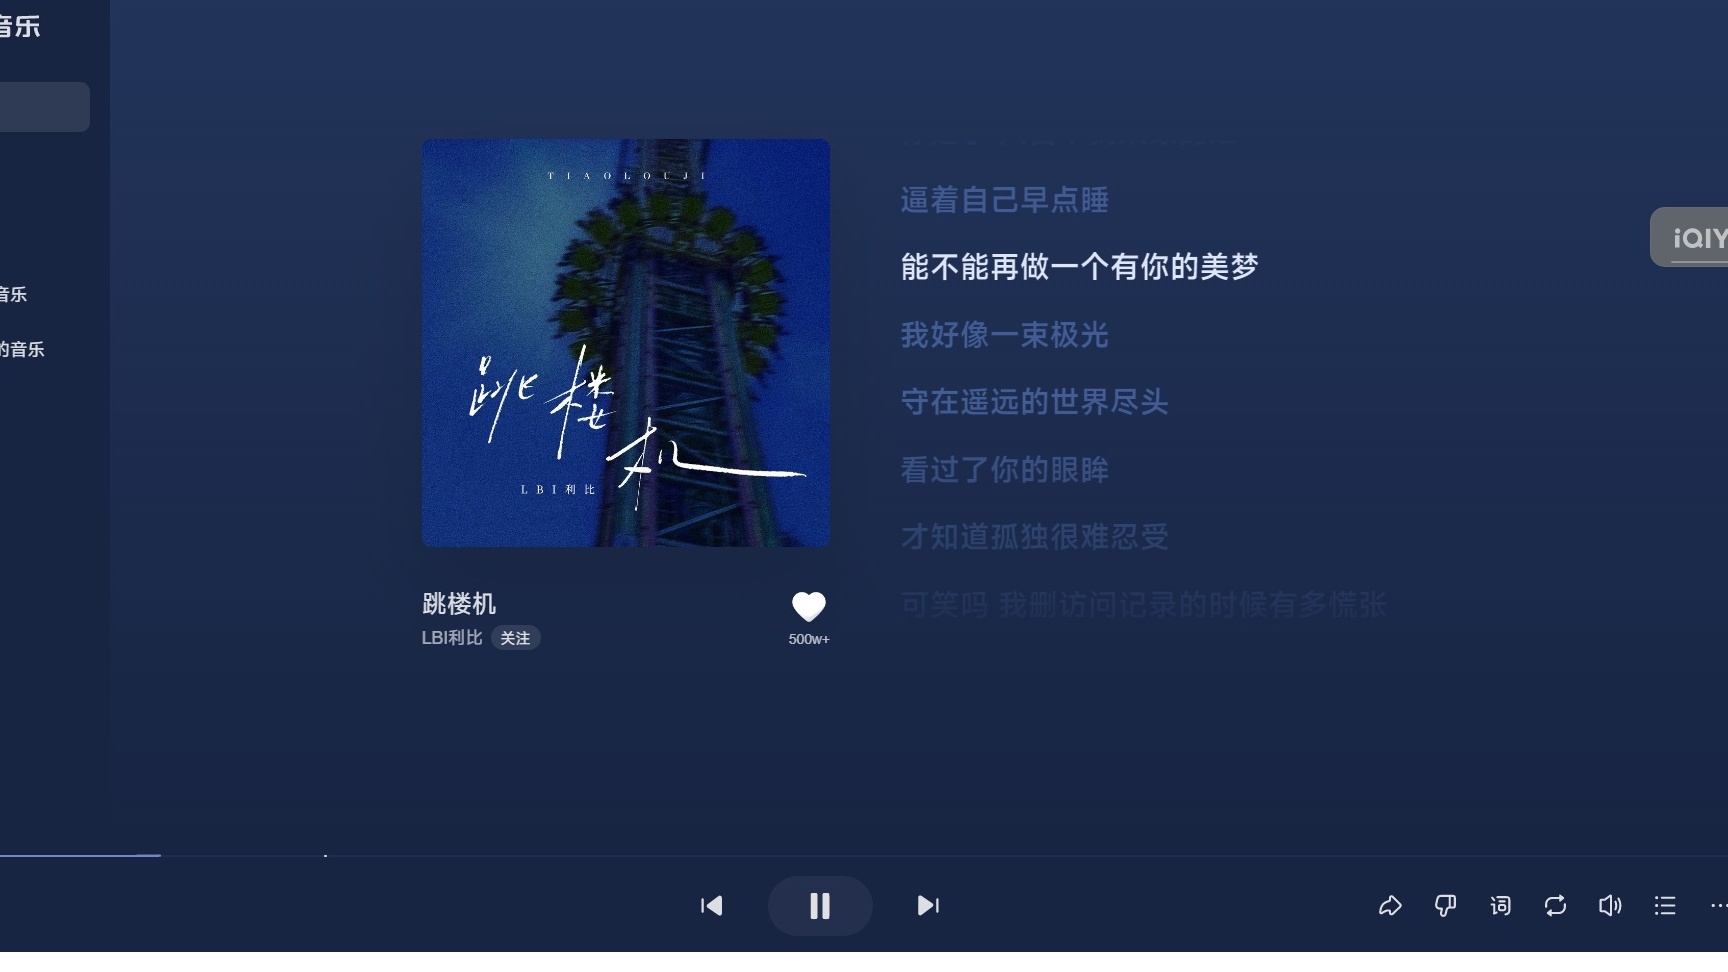 音乐
音乐
的音乐
TIAOLOUJI
跳楼机
LBI利比
跳楼机
LBI利比 关注
500w+
逼着自己早点睡
能不能再做一个有你的美梦
我好像一束极光
守在遥远的世界尽头
看过了你的眼眸
才知道孤独很难忍受
可笑吗 我删访问记录的时候有多慌张
iQIY
词